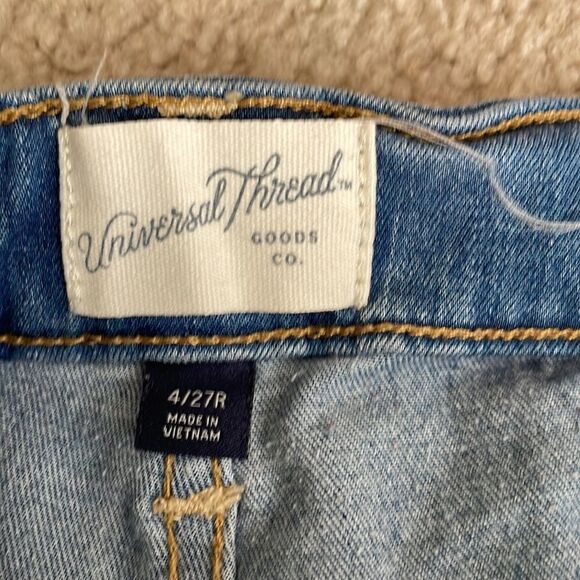 Universal Thread™
GOODS
CO.
4/27R
MADE IN
VIETNAM